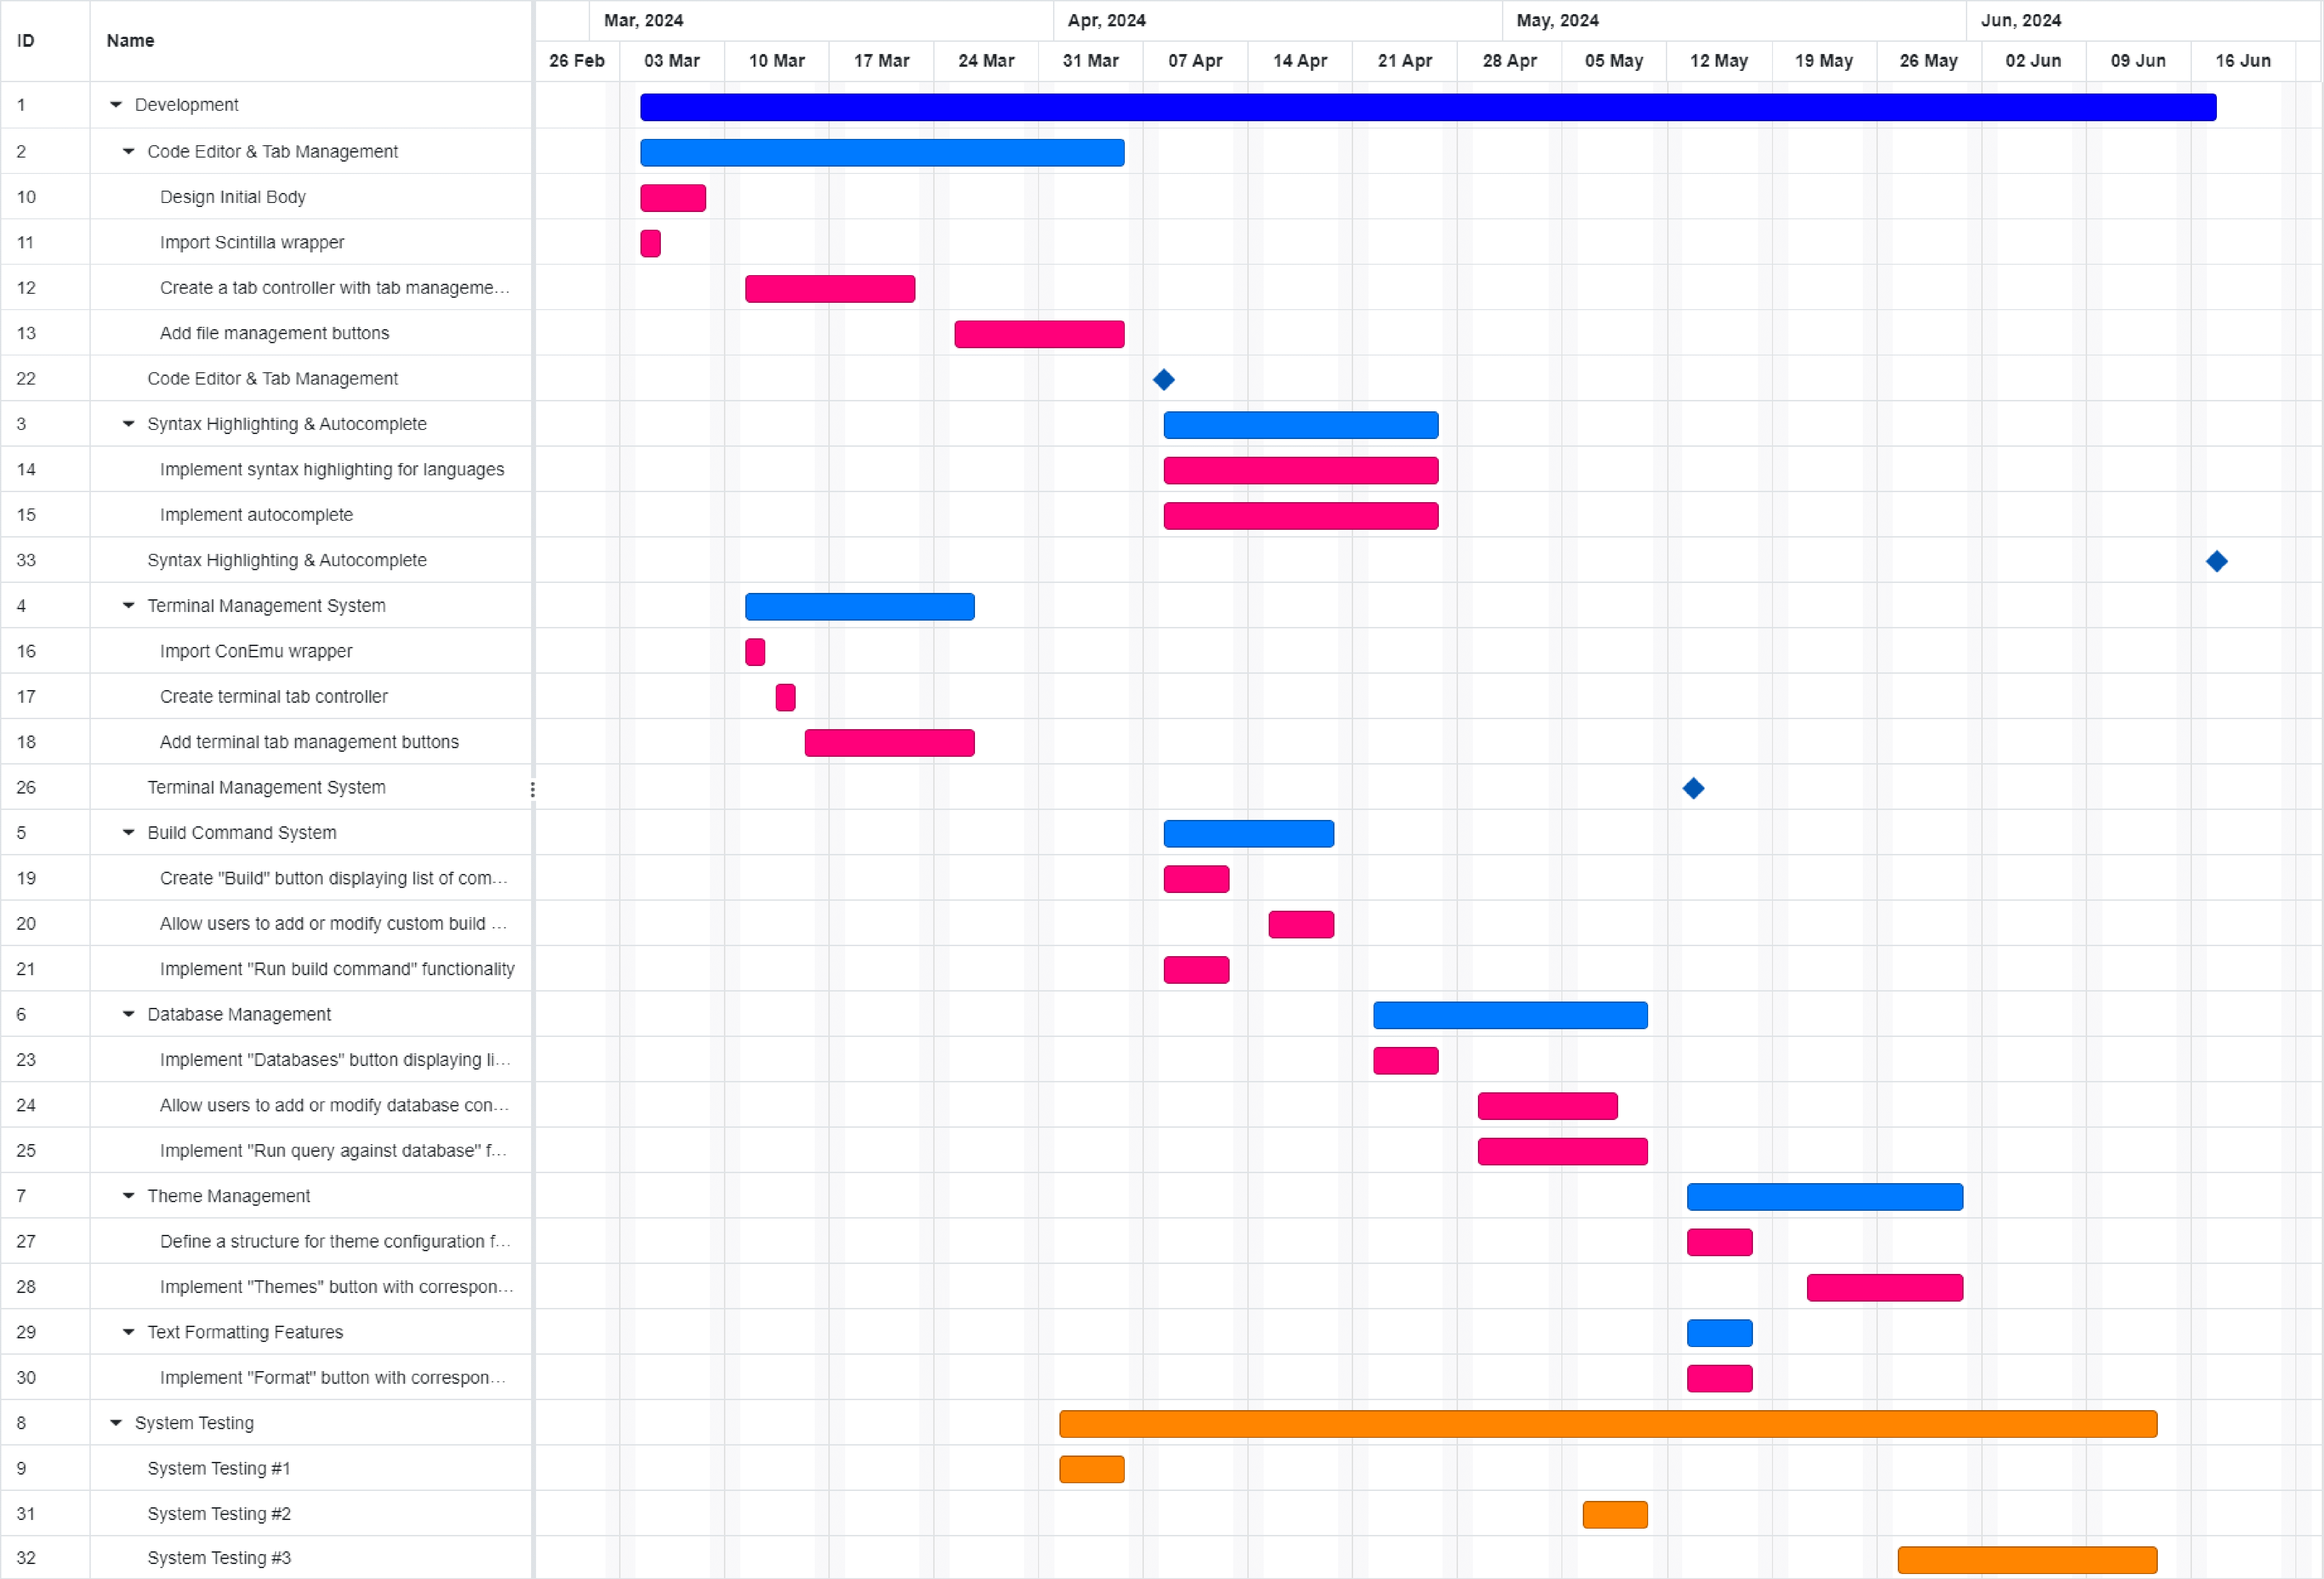 ID Name Mar, 2024 Apr, 2024 May, 2024 Jun, 2024
26 Feb 03 Mar 10 Mar 17 Mar 24 Mar 31 Mar 07 Apr 14 Apr 21 Apr 28 Apr 05 May 12 May 19 May 26 May 02 Jun 09 Jun 16 Jun
1 Development
2 Code Editor & Tab Management
10 Design Initial Body
11 Import Scintilla wrapper
12 Create a tab controller with tab manageme...
13 Add file management buttons
22 Code Editor & Tab Management
3 Syntax Highlighting & Autocomplete
14 Implement syntax highlighting for languages
15 Implement autocomplete
33 Syntax Highlighting & Autocomplete
4 Terminal Management System
16 Import ConEmu wrapper
17 Create terminal tab controller
18 Add terminal tab management buttons
26 Terminal Management System
5 Build Command System
19 Create "Build" button displaying list of com...
20 Allow users to add or modify custom build ...
21 Implement "Run build command" functionality
6 Database Management
23 Implement "Databases" button displaying li...
24 Allow users to add or modify database con...
25 Implement "Run query against database" f...
7 Theme Management
27 Define a structure for theme configuration f...
28 Implement "Themes" button with correspon...
29 Text Formatting Features
30 Implement "Format" button with correspon...
8 System Testing
9 System Testing #1
31 System Testing #2
32 System Testing #3